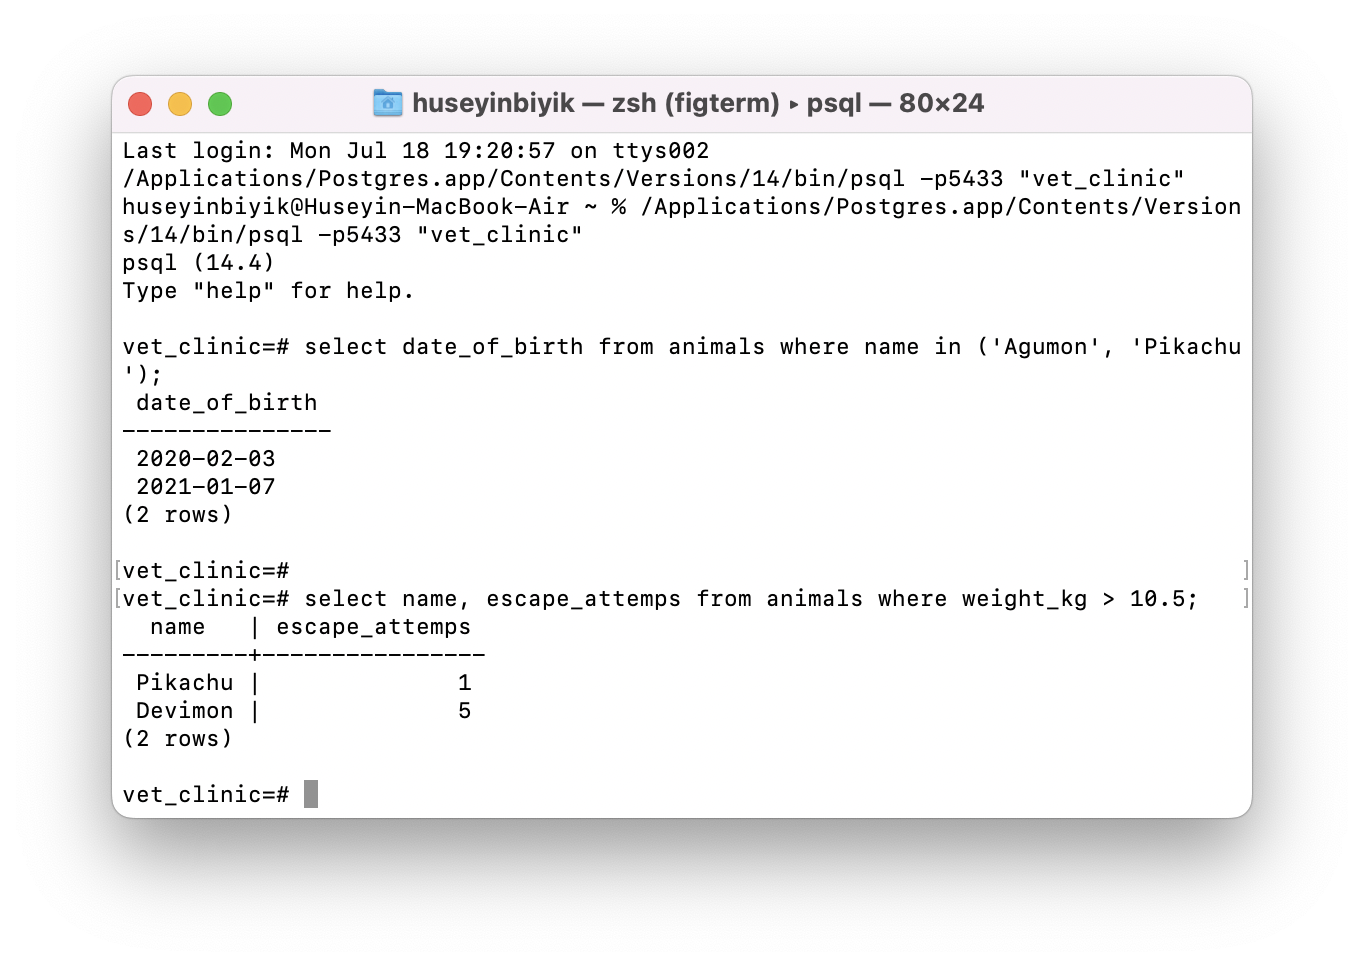 huseyinbiyik — zsh (figterm) ▸ psql — 80×24
Last login: Mon Jul 18 19:20:57 on ttys002
/Applications/Postgres.app/Contents/Versions/14/bin/psql -p5433 "vet_clinic"
huseyinbiyik@Huseyin-MacBook-Air ~ % /Applications/Postgres.app/Contents/Version
s/14/bin/psql -p5433 "vet_clinic"
psql (14.4)
Type "help" for help.

vet_clinic=# select date_of_birth from animals where name in ('Agumon', 'Pikachu
');
 date_of_birth
---------------
 2020-02-03
 2021-01-07
(2 rows)

[vet_clinic=# ]
[vet_clinic=# select name, escape_attemps from animals where weight_kg > 10.5; ]
  name   | escape_attemps
---------+----------------
 Pikachu |              1
 Devimon |              5
(2 rows)

vet_clinic=#